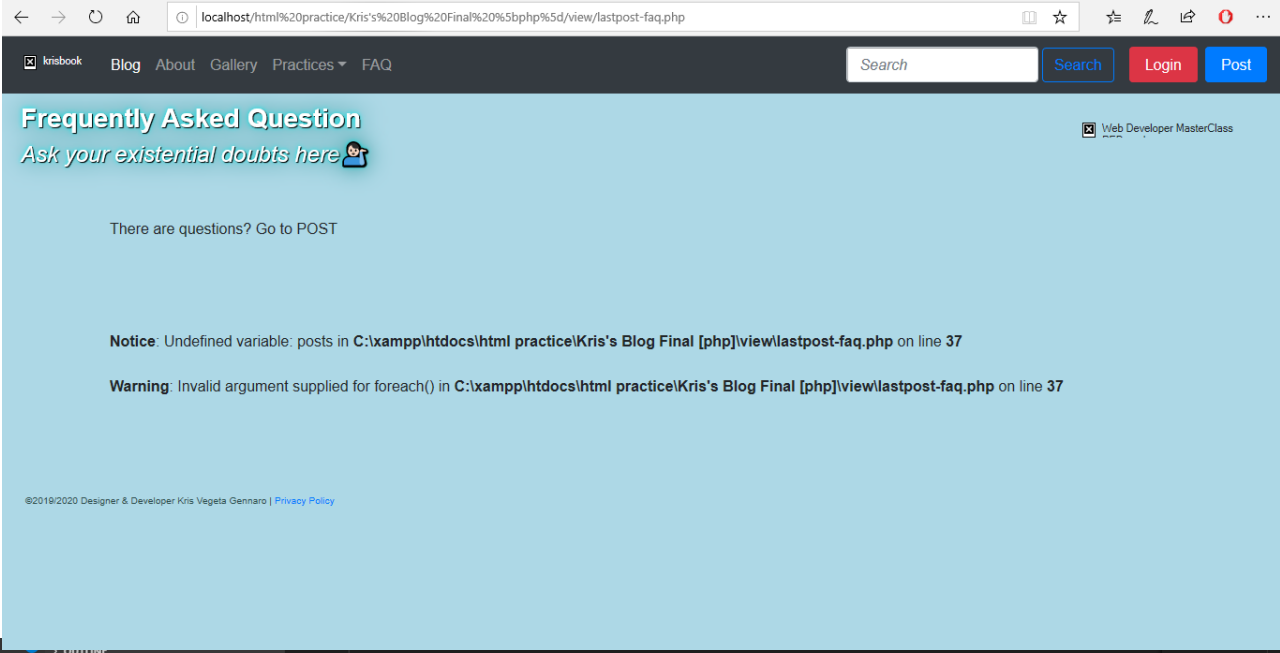 localhost/html%20practice/Kris's%20Blog%20Final%20%5bphp%5d/view/lastpost-faq.php
krisbook Blog About Gallery Practices FAQ Search Search Login Post
Frequently Asked Question
Web Developer MasterClass
Ask your existential doubts here
There are questions? Go to POST
Notice: Undefined variable: posts in C:\xampp\htdocs\html practice\Kris's Blog Final [php]\view\lastpost-faq.php on line 37
Warning: Invalid argument supplied for foreach() in C:\xampp\htdocs\html practice\Kris's Blog Final [php]\view\lastpost-faq.php on line 37
©2019/2020 Designer & Developer Kris Vegeta Gennaro | Privacy Policy